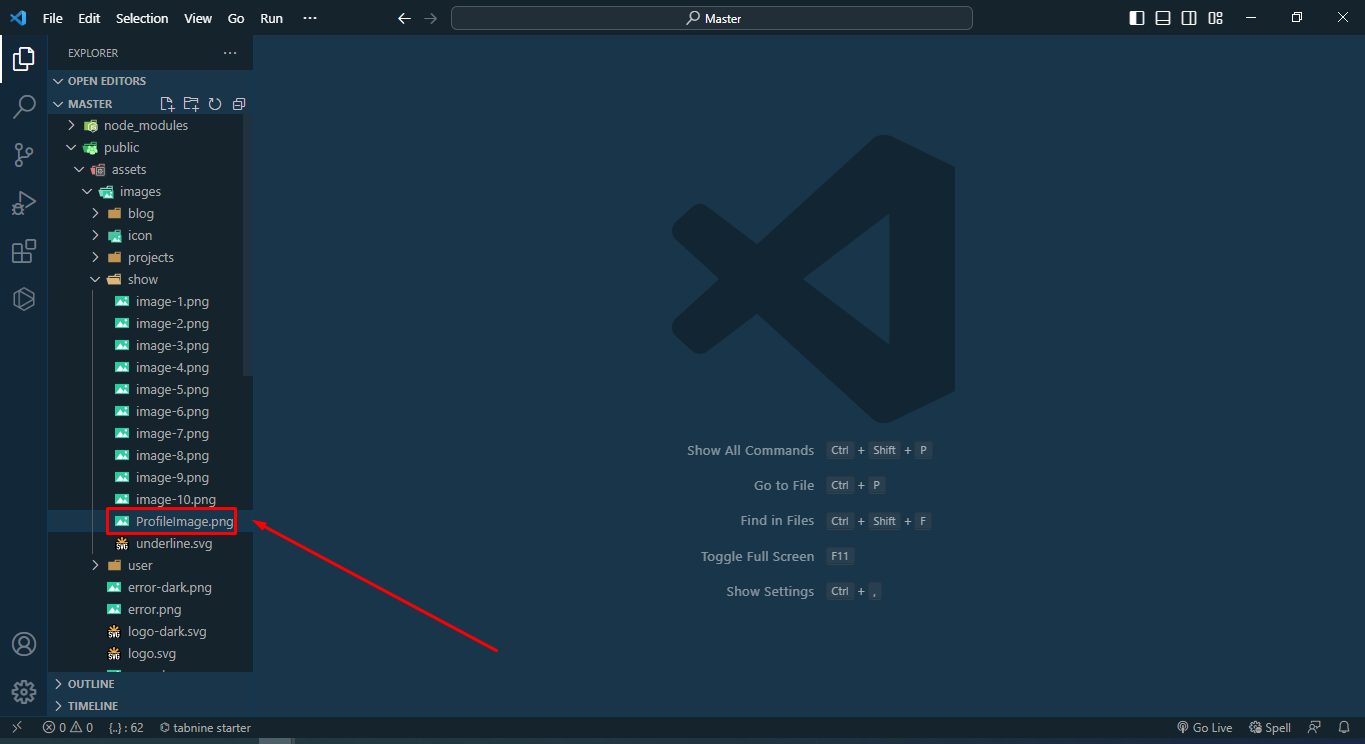 File Edit Selection View Go Run ···
Master
EXPLORER ···
OPEN EDITORS
MASTER
node_modules
public
assets
images
blog
icon
projects
show
image-1.png
image-2.png
image-3.png
image-4.png
image-5.png
image-6.png
image-7.png
image-8.png
image-9.png
image-10.png
ProfileImage.png
SVG underline.svg
user
error-dark.png
error.png
SVG logo-dark.svg
SVG logo.svg
OUTLINE
TIMELINE
Show All Commands Ctrl + Shift + P
Go to File Ctrl + P
Find in Files Ctrl + Shift + F
Toggle Full Screen F11
Show Settings Ctrl + ,
0 0 {..} : 62 tabnine starter Go Live Spell